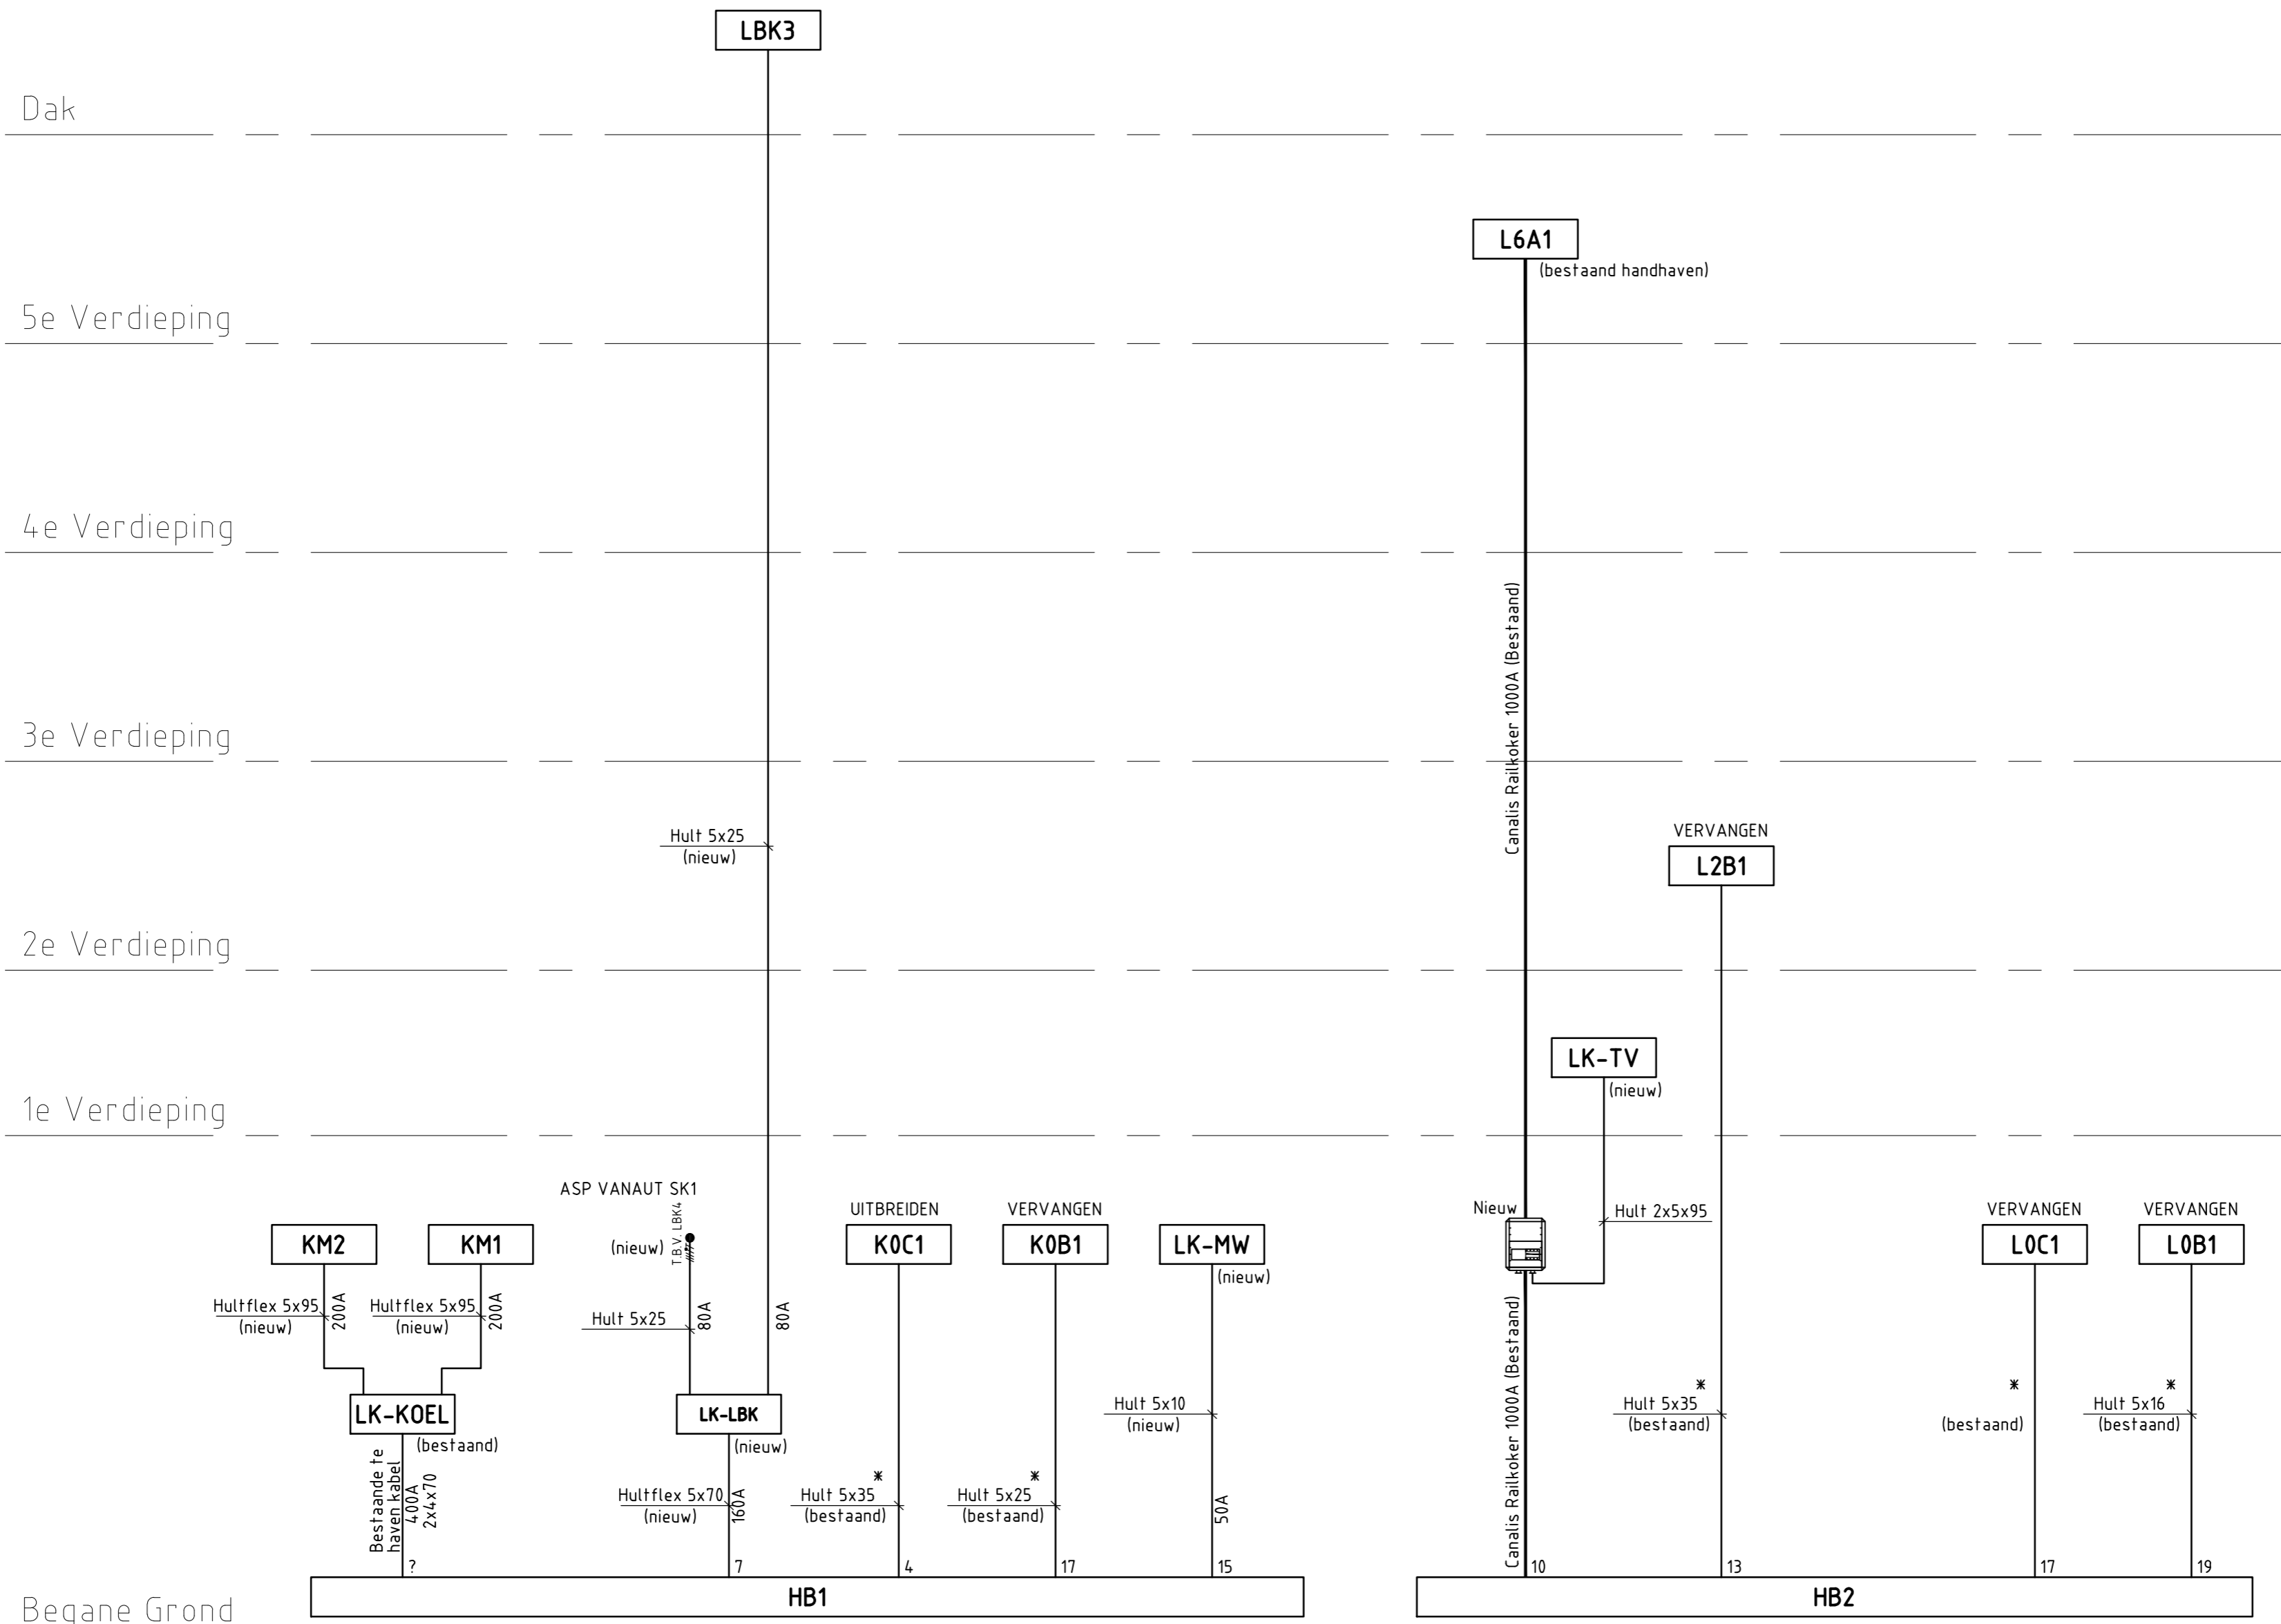 LBK3
Dak
L6A1
(bestaand handhaven)
5e Verdieping
4e Verdieping
Canalis Railkoker 1000A (Bestaand)
3e Verdieping
Hult 5x25
(nieuw)
VERVANGEN
L2B1
2e Verdieping
LK-TV
(nieuw)
1e Verdieping
ASP VANAUT SK1
T.B.V. LBK4
(nieuw)
Hult 5x25
80A
80A
KM2
KM1
Hultflex 5x95
(nieuw)
200A
Hultflex 5x95
(nieuw)
200A
UITBREIDEN
K0C1
VERVANGEN
K0B1
LK-MW
(nieuw)
Nieuw
Hult 2x5x95
VERVANGEN
L0C1
VERVANGEN
L0B1
LK-KOEL
(bestaand)
Bestaande te
haven kabel
400A
2x4x70
?
LK-LBK
(nieuw)
Hultflex 5x70
(nieuw)
160A
7
*
Hult 5x35
(bestaand)
4
*
Hult 5x25
(bestaand)
17
Hult 5x10
(nieuw)
50A
15
Canalis Railkoker 1000A (Bestaand)
10
*
Hult 5x35
(bestaand)
13
*
(bestaand)
17
*
Hult 5x16
(bestaand)
19
HB1
HB2
Begane Grond